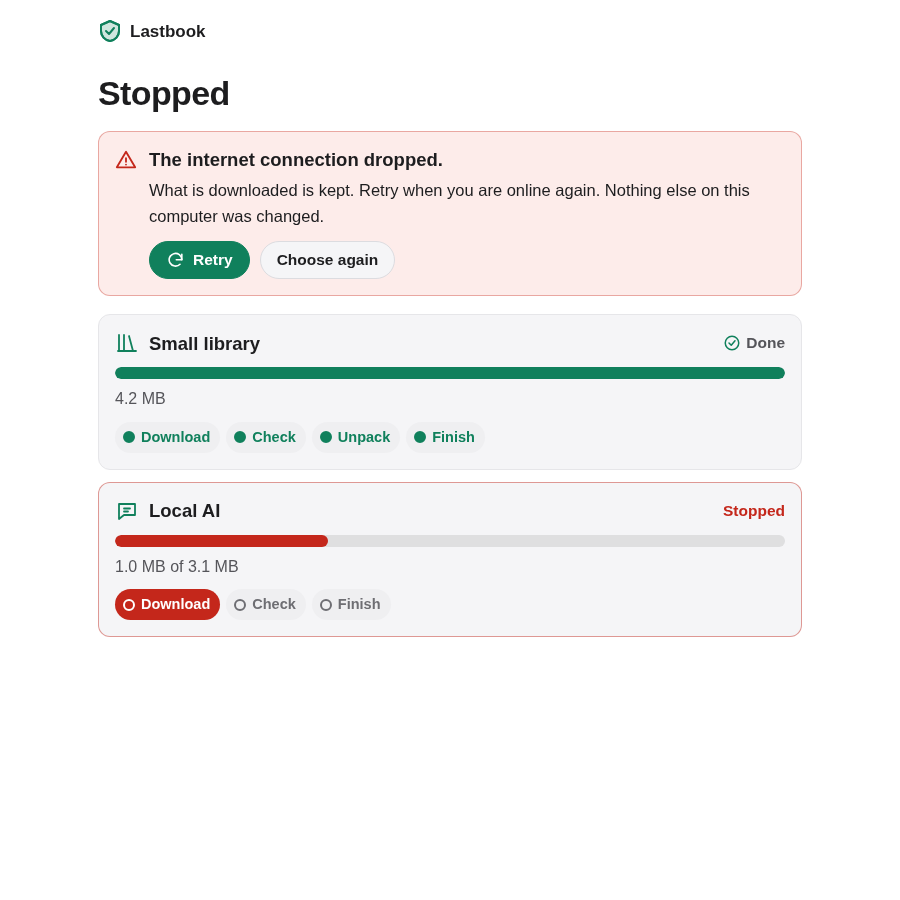 Lastbook
Stopped
The internet connection dropped.
What is downloaded is kept. Retry when you are online again. Nothing else on this
computer was changed.
Retry Choose again
Small library Done
4.2 MB
Download Check Unpack Finish
Local AI Stopped
1.0 MB of 3.1 MB
Download Check Finish